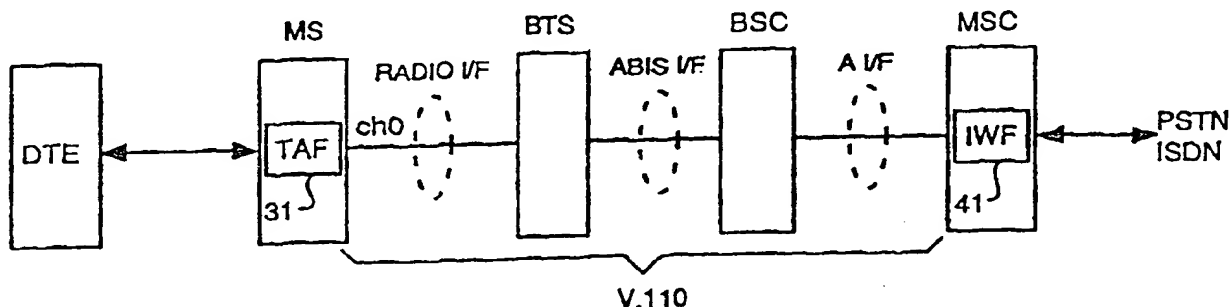 MS
BTS
BSC
MSC
RADIO I/F
ABIS I/F
A I/F
DTE
TAF
ch0
IWF
PSTN
ISDN
31
41
V.110